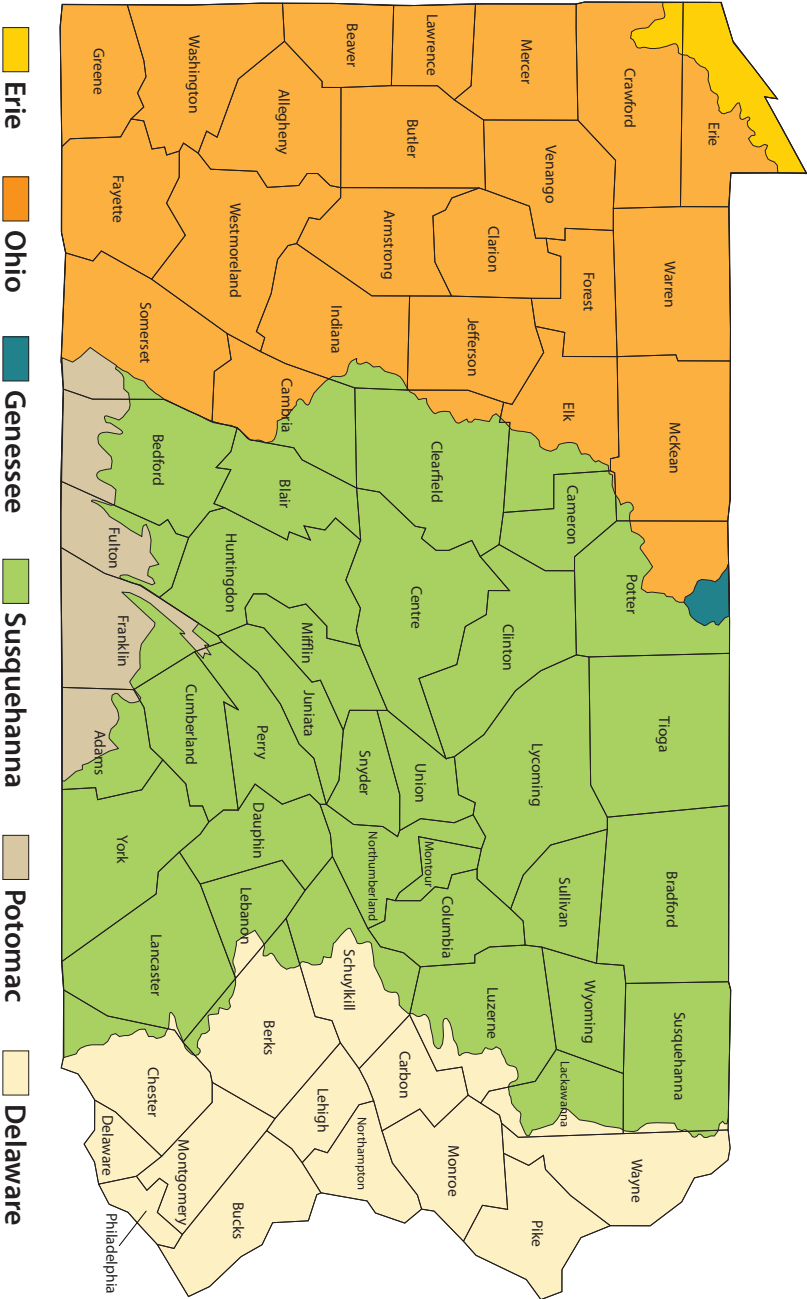 Erie
Crawford
Warren
McKean
Potter
Tioga
Bradford
Susquehanna
Wayne
Mercer
Venango
Forest
Elk
Cameron
Clinton
Lycoming
Sullivan
Wyoming
Lackawanna
Pike
Lawrence
Butler
Clarion
Jefferson
Clearfield
Centre
Union
Montour
Columbia
Luzerne
Monroe
Beaver
Armstrong
Indiana
Cambria
Blair
Huntingdon
Mifflin
Juniata
Snyder
Northumberland
Schuylkill
Carbon
Northampton
Allegheny
Westmoreland
Perry
Dauphin
Lebanon
Berks
Lehigh
Bucks
Washington
Somerset
Bedford
Cumberland
Lancaster
Chester
Montgomery
Greene
Fayette
Fulton
Franklin
Adams
York
Delaware
Philadelphia
Erie
Ohio
Genessee
Susquehanna
Potomac
Delaware